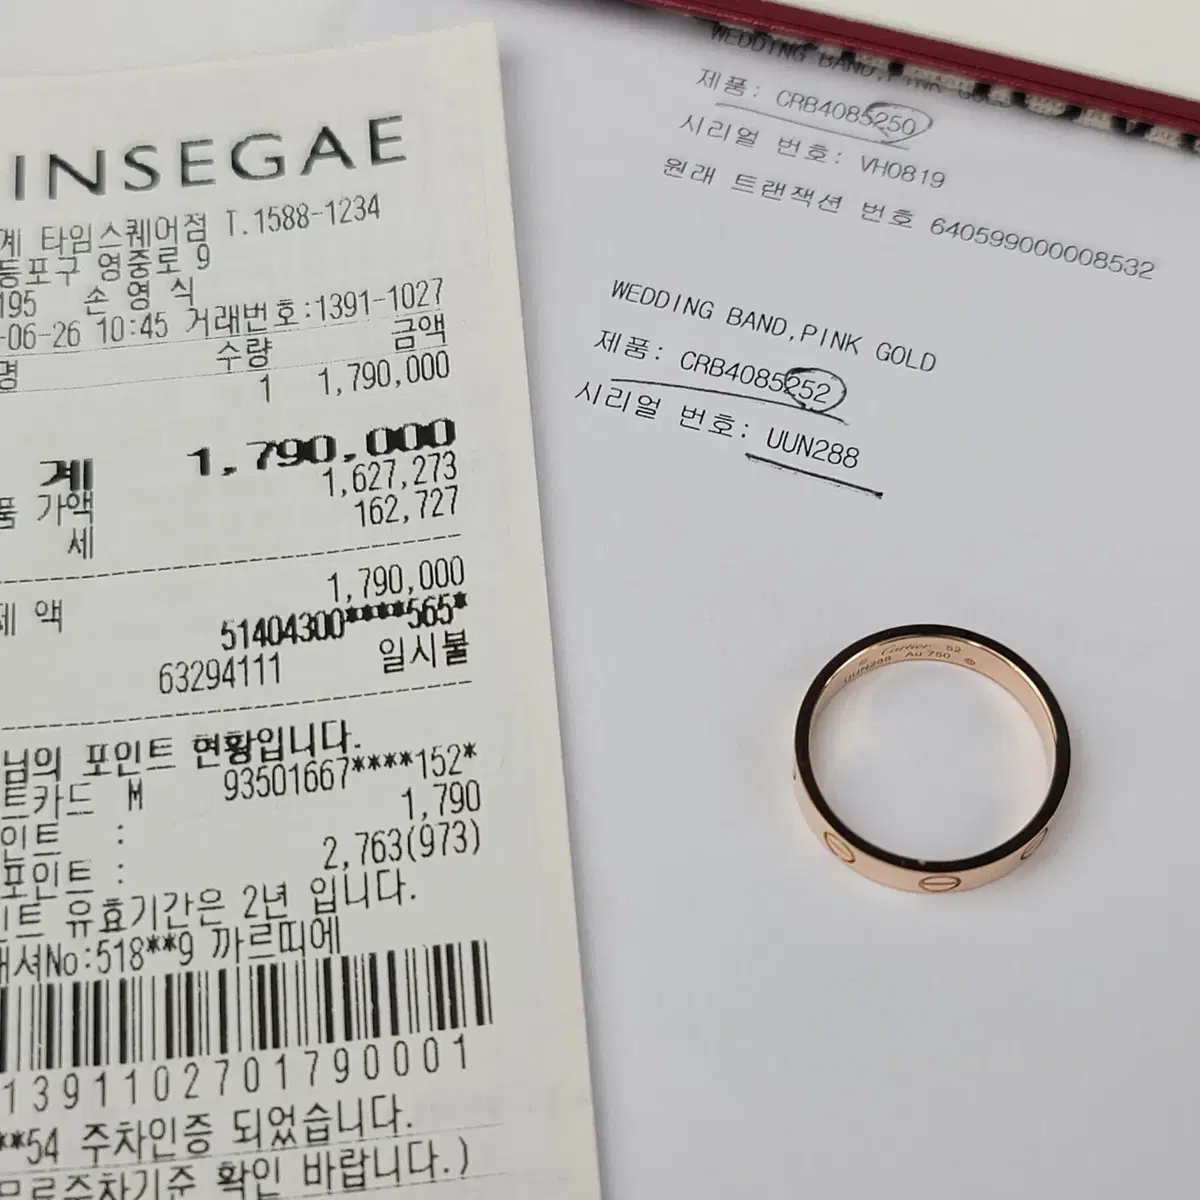 INSEGAE
계 타임스퀘어점 T.1588-1234
등포구 영중로 9
195 손 영 식
-06-26 10:45 거래번호:1391-1027
명 수량 금액
1 1,790,000
계 1,790,000
품 가액 1,627,273
세 162,727
제 액 1,790,000
51404300****565*
63294111 일시불
님의 포인트 현황입니다.
트카드 M 93501667****152*
인트 : 1,790
포인트 : 2,763(973)
인트 유효기간은 2년 입니다.
캐셔No:518**9 까르띠에
1391102701790001
**54 주차인증 되었습니다.
무료주차기준 확인 바랍니다.)
WEDDING BAND,PINK GOLD
제품: CRB4085250
시리얼 번호: VH0819
원래 트랜잭션 번호 640599000008532
WEDDING BAND,PINK GOLD
제품: CRB4085252
시리얼 번호: UUN288
© Cartier 52
UUN288 Au 750